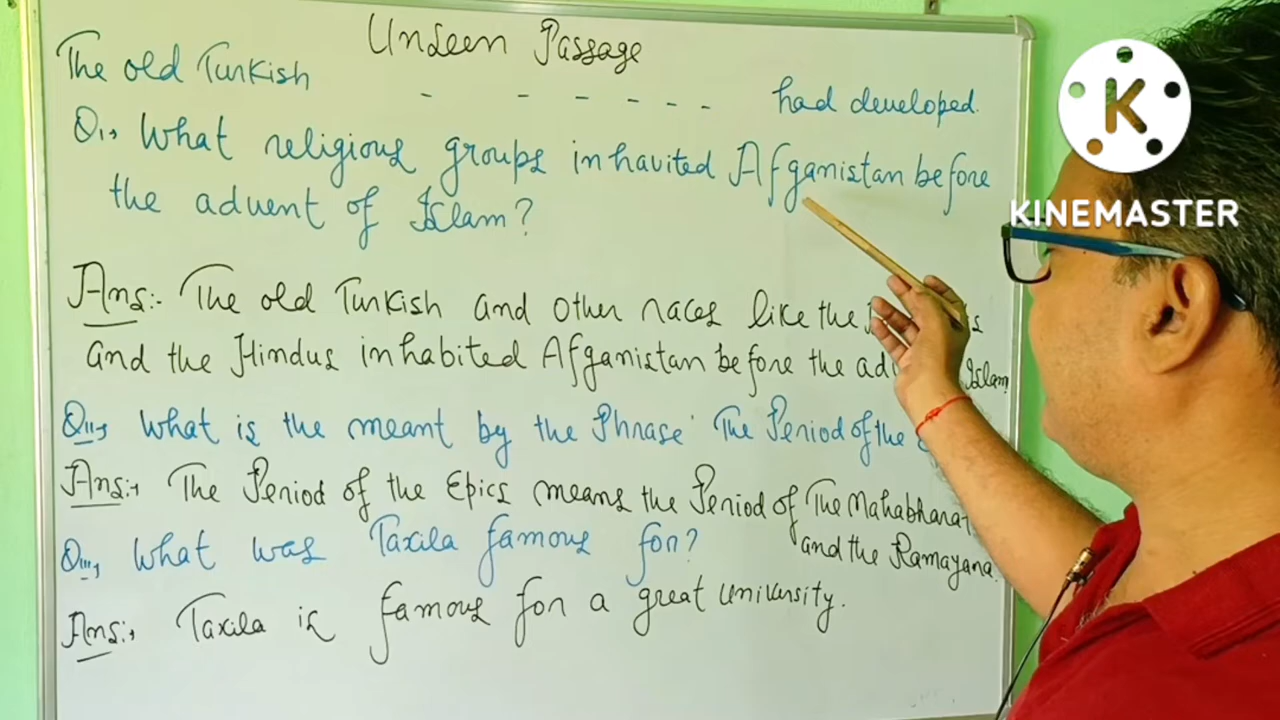 Unseen Passage
The old Turkish - - - - - - had developed.
Q1, What religious groups inhavited Afganistan before
the advent of Islam?
Ans:- The old Turkish and other races like the
and the Hindus inhabited Afganistan before the Islam
Qii, What is the meant by the Phrase The Period of the
Ans:- The Period of the Epics means the Period of The Mahabharat
and the Ramayana.
Qiii, What was Taxila famous for?
Ans:, Taxila is famous for a great University.
K
KINEMASTER